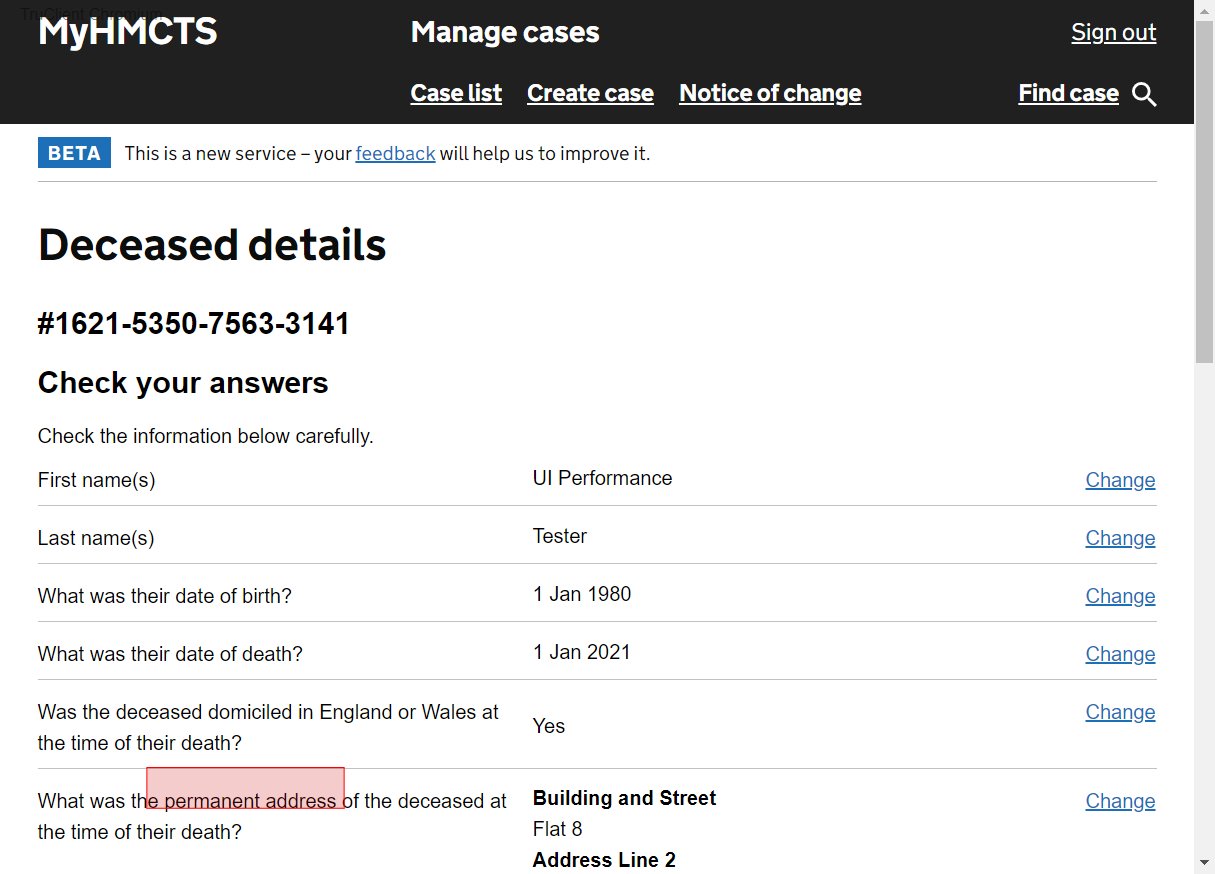 TruClient Chromium
MyHMCTS
Manage cases
Sign out
Case list Create case Notice of change Find case
BETA This is a new service – your feedback will help us to improve it.
Deceased details
#1621-5350-7563-3141
Check your answers
Check the information below carefully.
First name(s) UI Performance Change
Last name(s) Tester Change
What was their date of birth? 1 Jan 1980 Change
What was their date of death? 1 Jan 2021 Change
Was the deceased domiciled in England or Wales at
the time of their death?
Yes Change
What was the permanent address of the deceased at
the time of their death?
Building and Street Change
Flat 8
Address Line 2